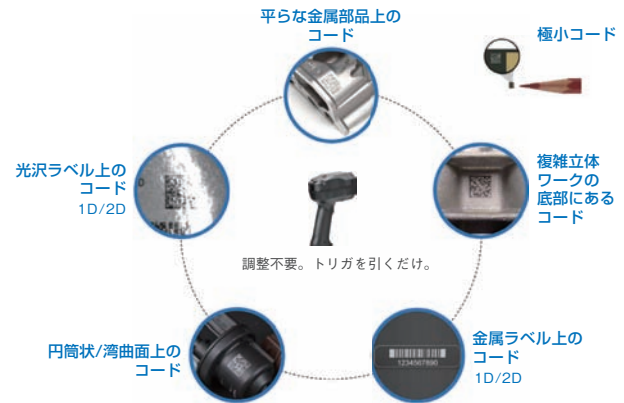 平らな金属部品上の
コード
極小コード
光沢ラベル上の
コード
1D/2D
複雑立体
ワークの
底部にある
コード
調整不要。トリガを引くだけ。
円筒状/湾曲面上の
コード
1234567890
金属ラベル上の
コード
1D/2D